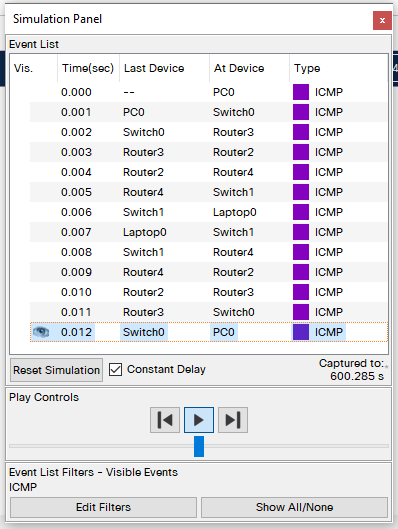 Simulation Panel
x
Event List
Vis. Time(sec) Last Device At Device Type
0.000 -- PC0 ICMP
0.001 PC0 Switch0 ICMP
0.002 Switch0 Router3 ICMP
0.003 Router3 Router2 ICMP
0.004 Router2 Router4 ICMP
0.005 Router4 Switch1 ICMP
0.006 Switch1 Laptop0 ICMP
0.007 Laptop0 Switch1 ICMP
0.008 Switch1 Router4 ICMP
0.009 Router4 Router2 ICMP
0.010 Router2 Router3 ICMP
0.011 Router3 Switch0 ICMP
0.012 Switch0 PC0 ICMP
Reset Simulation Constant Delay Captured to:
600.285 s
Play Controls
Event List Filters - Visible Events
ICMP
Edit Filters Show All/None